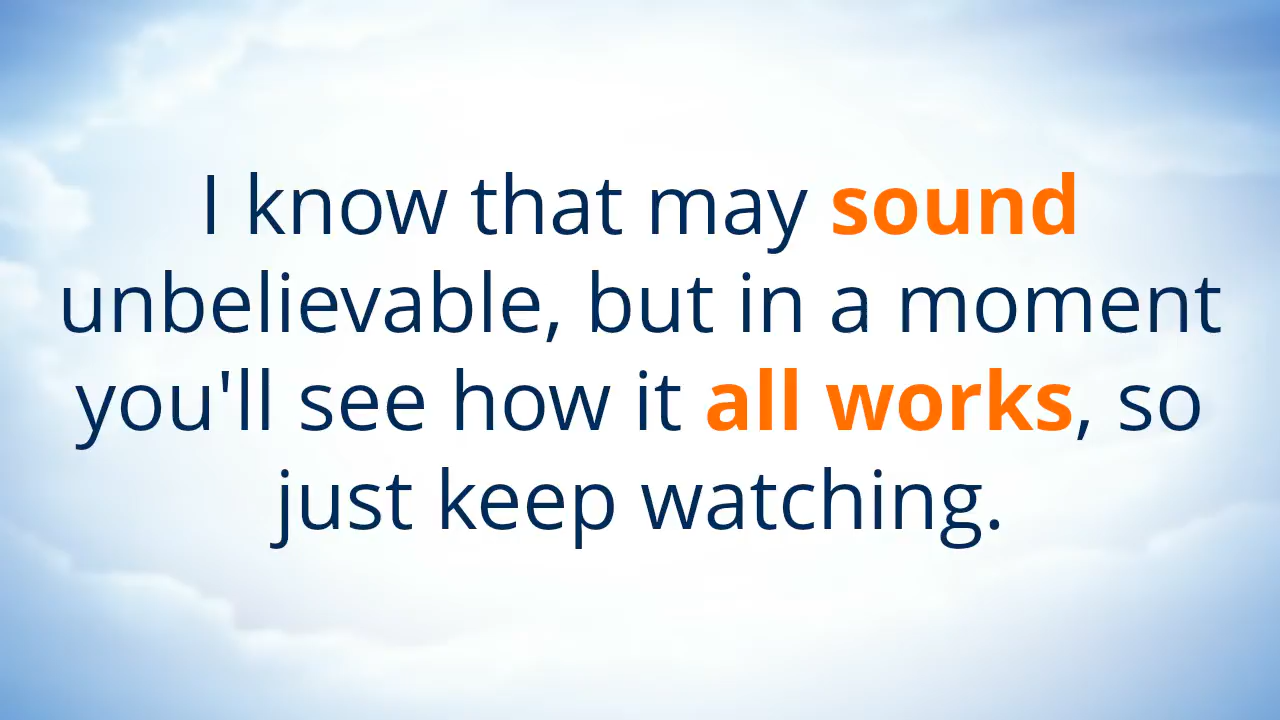 I know that may sound
unbelievable, but in a moment
you'll see how it all works, so
just keep watching.